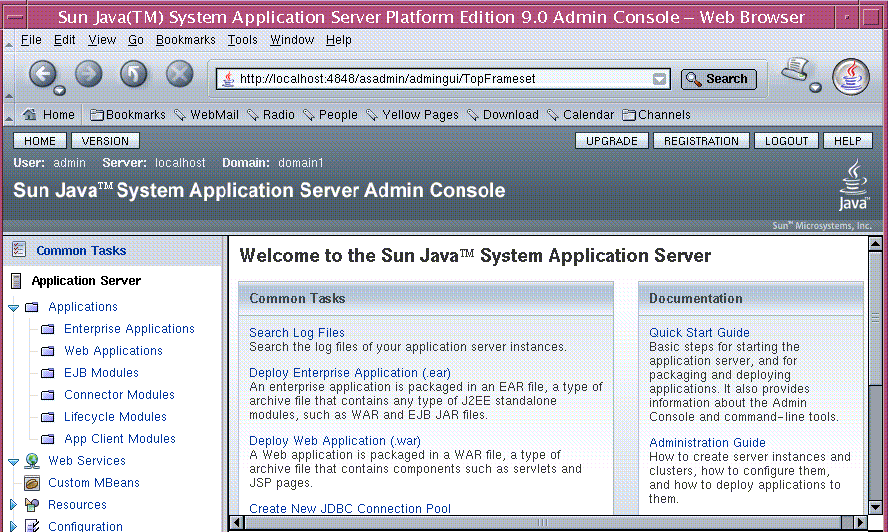 Sun Java(TM) System Application Server Platform Edition 9.0 Admin Console – Web Browser
File Edit View Go Bookmarks Tools Window Help
http://localhost:4848/asadmin/admingui/TopFrameset
Search
Home Bookmarks WebMail Radio People Yellow Pages Download Calendar Channels
HOME VERSION UPGRADE REGISTRATION LOGOUT HELP
User: admin Server: localhost Domain: domain1
Sun Java™ System Application Server Admin Console
Java™
Sun™ Microsystems, Inc.
Common Tasks
Application Server
Applications
Enterprise Applications
Web Applications
EJB Modules
Connector Modules
Lifecycle Modules
App Client Modules
Web Services
Custom MBeans
Resources
Configuration
Welcome to the Sun Java™ System Application Server
Common Tasks
Search Log Files
Search the log files of your application server instances.
Deploy Enterprise Application (.ear)
An enterprise application is packaged in an EAR file, a type of
archive file that contains any type of J2EE standalone
modules, such as WAR and EJB JAR files.
Deploy Web Application (.war)
A Web application is packaged in a WAR file, a type of
archive file that contains components such as servlets and
JSP pages.
Create New JDBC Connection Pool
Documentation
Quick Start Guide
Basic steps for starting the
application server, and for
packaging and deploying
applications. It also provides
information about the Admin
Console and command–line tools.
Administration Guide
How to create server instances and
clusters, how to configure them,
and how to deploy applications to
them.